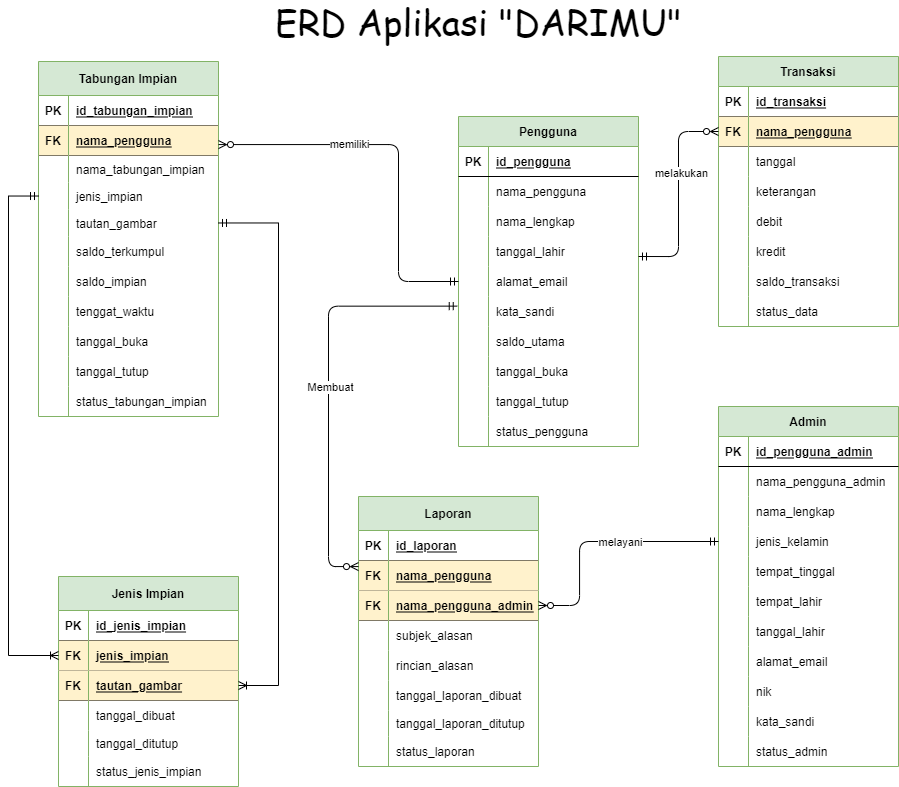 ERD Aplikasi "DARIMU"
Tabungan Impian
PK id_tabungan_impian
FK nama_pengguna
nama_tabungan_impian
jenis_impian
tautan_gambar
saldo_terkumpul
saldo_impian
tenggat_waktu
tanggal_buka
tanggal_tutup
status_tabungan_impian
memiliki
Pengguna
PK id_pengguna
nama_pengguna
nama_lengkap
tanggal_lahir
alamat_email
kata_sandi
saldo_utama
tanggal_buka
tanggal_tutup
status_pengguna
melakukan
Transaksi
PK id_transaksi
FK nama_pengguna
tanggal
keterangan
debit
kredit
saldo_transaksi
status_data
Membuat
Jenis Impian
PK id_jenis_impian
FK jenis_impian
FK tautan_gambar
tanggal_dibuat
tanggal_ditutup
status_jenis_impian
Laporan
PK id_laporan
FK nama_pengguna
FK nama_pengguna_admin
subjek_alasan
rincian_alasan
tanggal_laporan_dibuat
tanggal_laporan_ditutup
status_laporan
melayani
Admin
PK id_pengguna_admin
nama_pengguna_admin
nama_lengkap
jenis_kelamin
tempat_tinggal
tempat_lahir
tanggal_lahir
alamat_email
nik
kata_sandi
status_admin